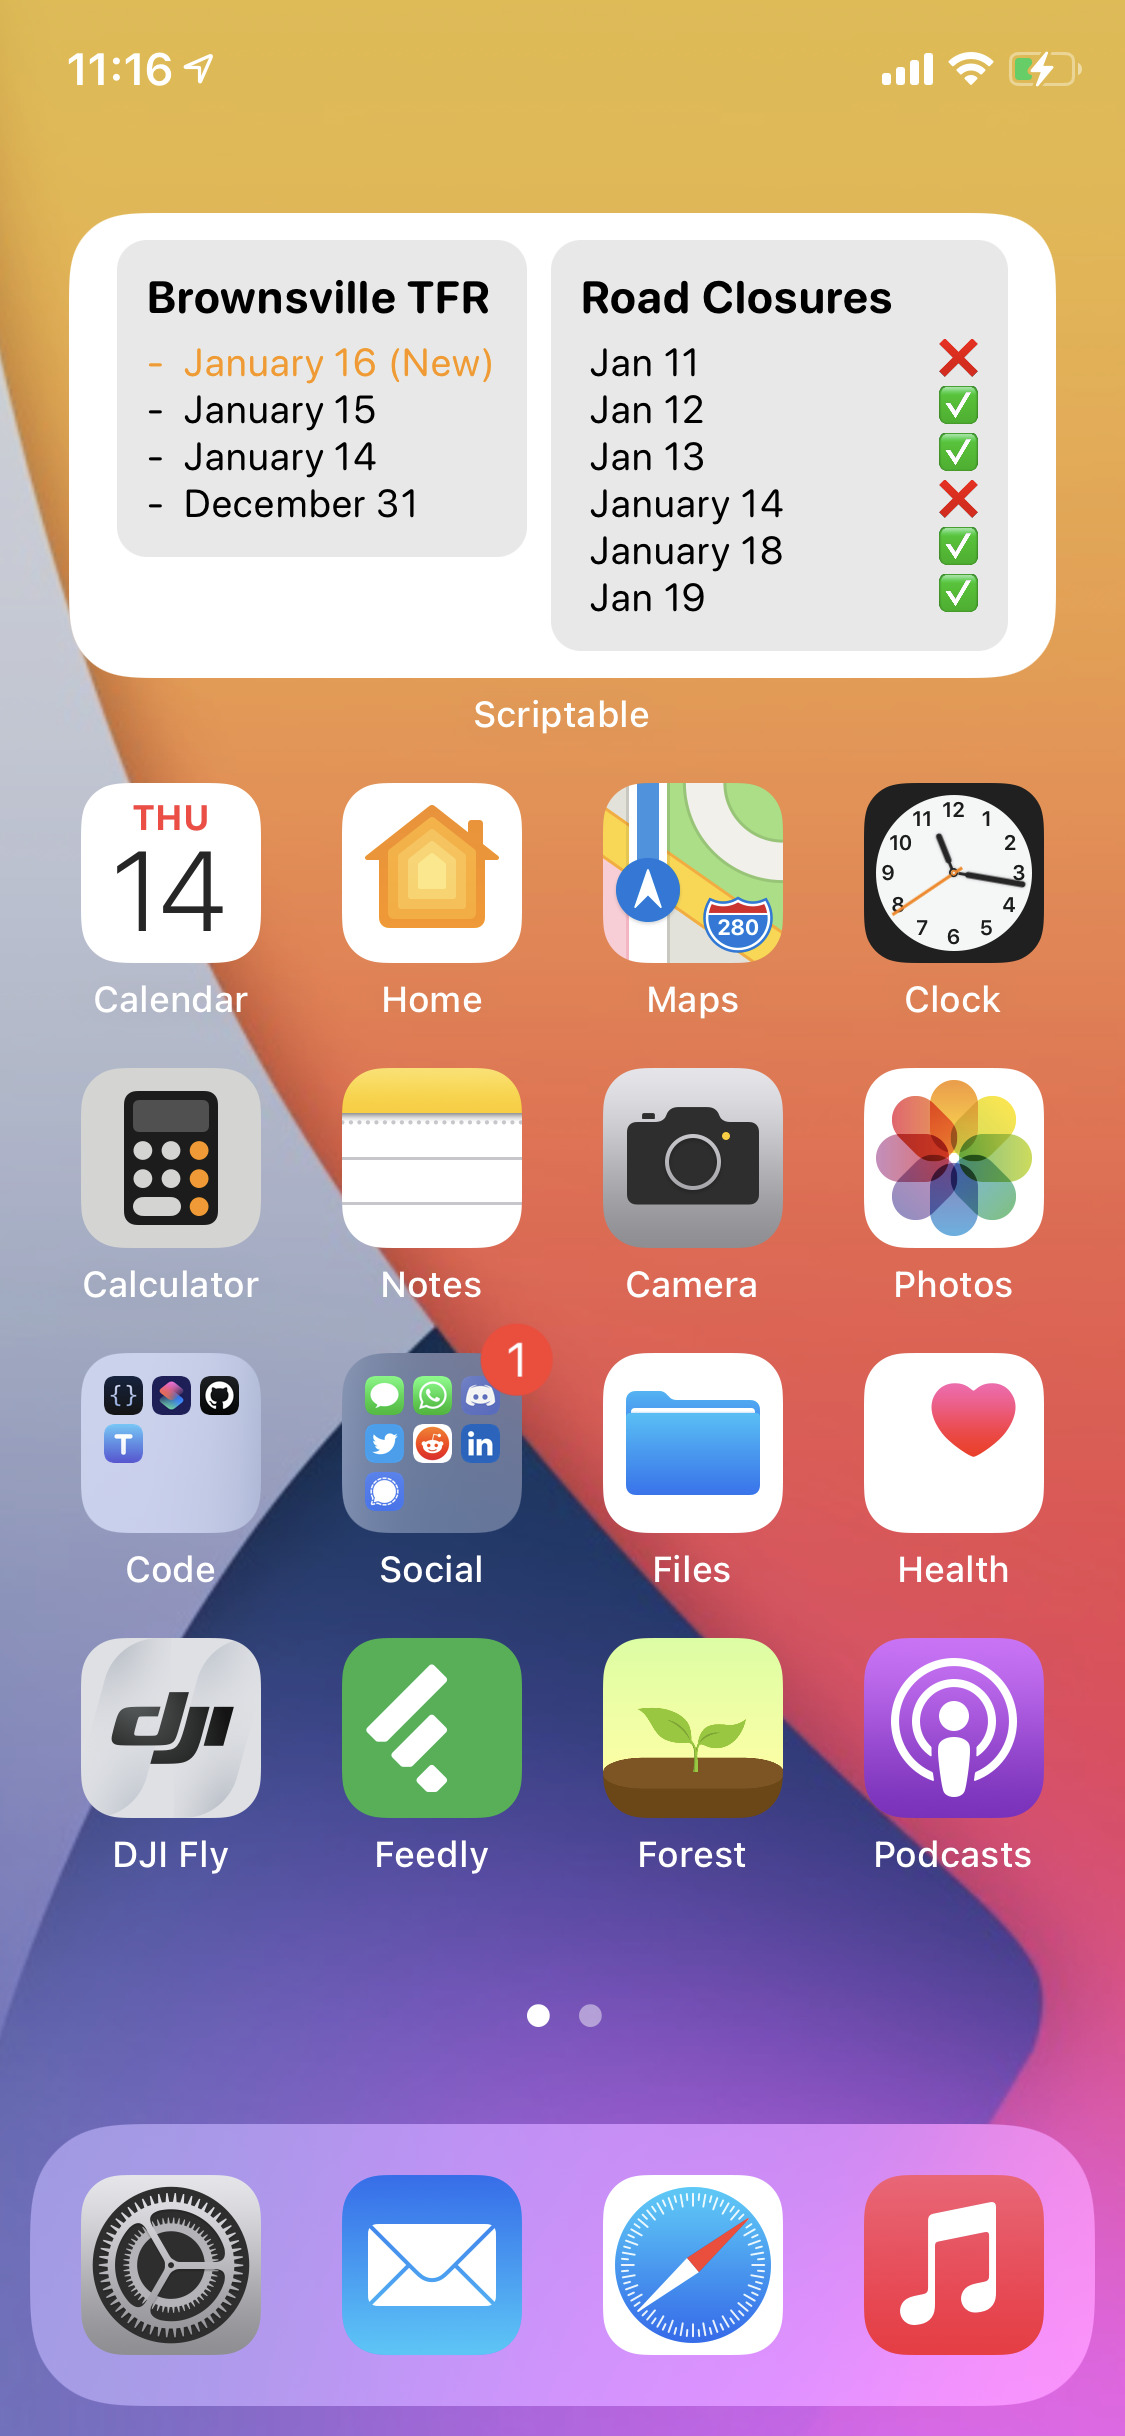 11:16
Brownsville TFR
- January 16 (New)
- January 15
- January 14
- December 31
Road Closures
Jan 11 ❌
Jan 12 ✅
Jan 13 ✅
January 14 ❌
January 18 ✅
Jan 19 ✅
Scriptable
THU
14
280
12
1
2
3
4
5
6
7
8
9
10
11
Calendar
Home
Maps
Clock
Calculator
Notes
Camera
Photos
1
{}
T
in
Code
Social
Files
Health
dji
DJI Fly
Feedly
Forest
Podcasts